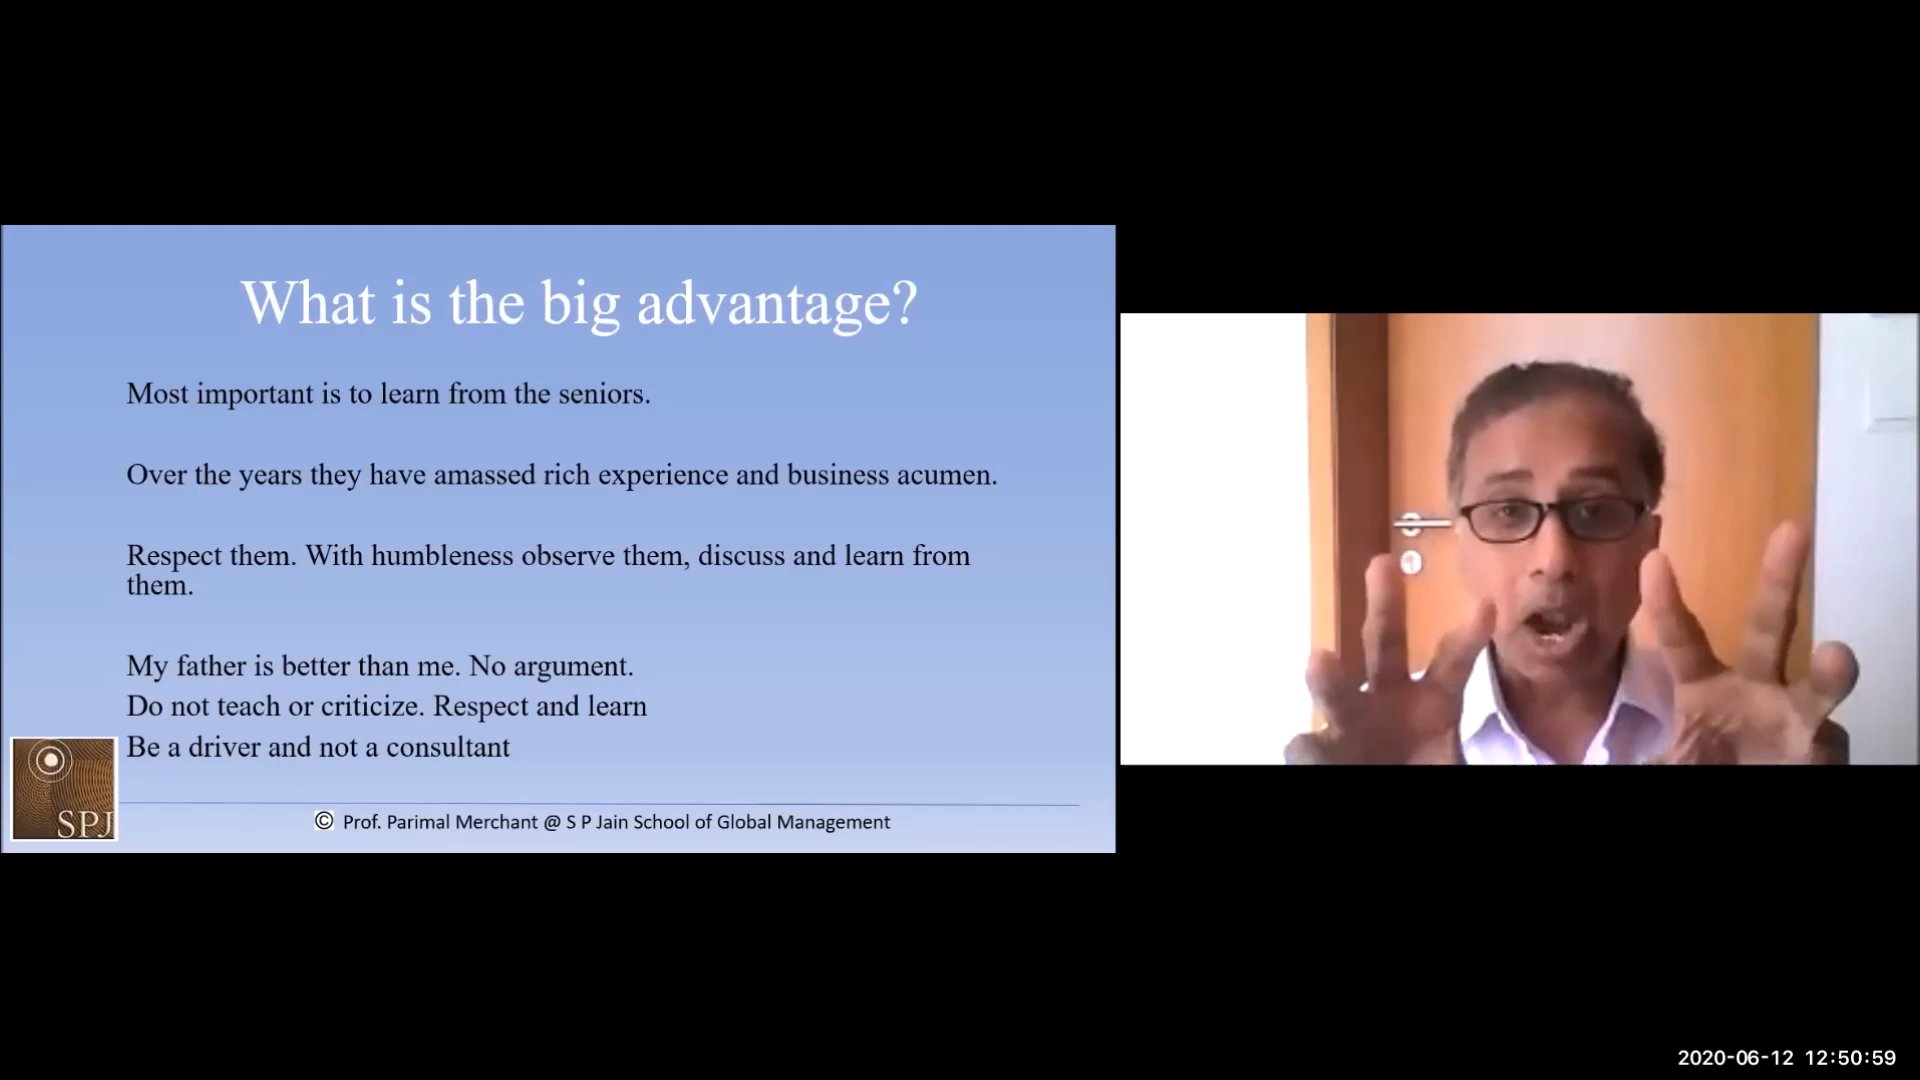 What is the big advantage?
Most important is to learn from the seniors.
Over the years they have amassed rich experience and business acumen.
Respect them. With humbleness observe them, discuss and learn from
them.
My father is better than me. No argument.
Do not teach or criticize. Respect and learn
Be a driver and not a consultant
SPJ
© Prof. Parimal Merchant @ S P Jain School of Global Management
2020-06-12 12:50:59